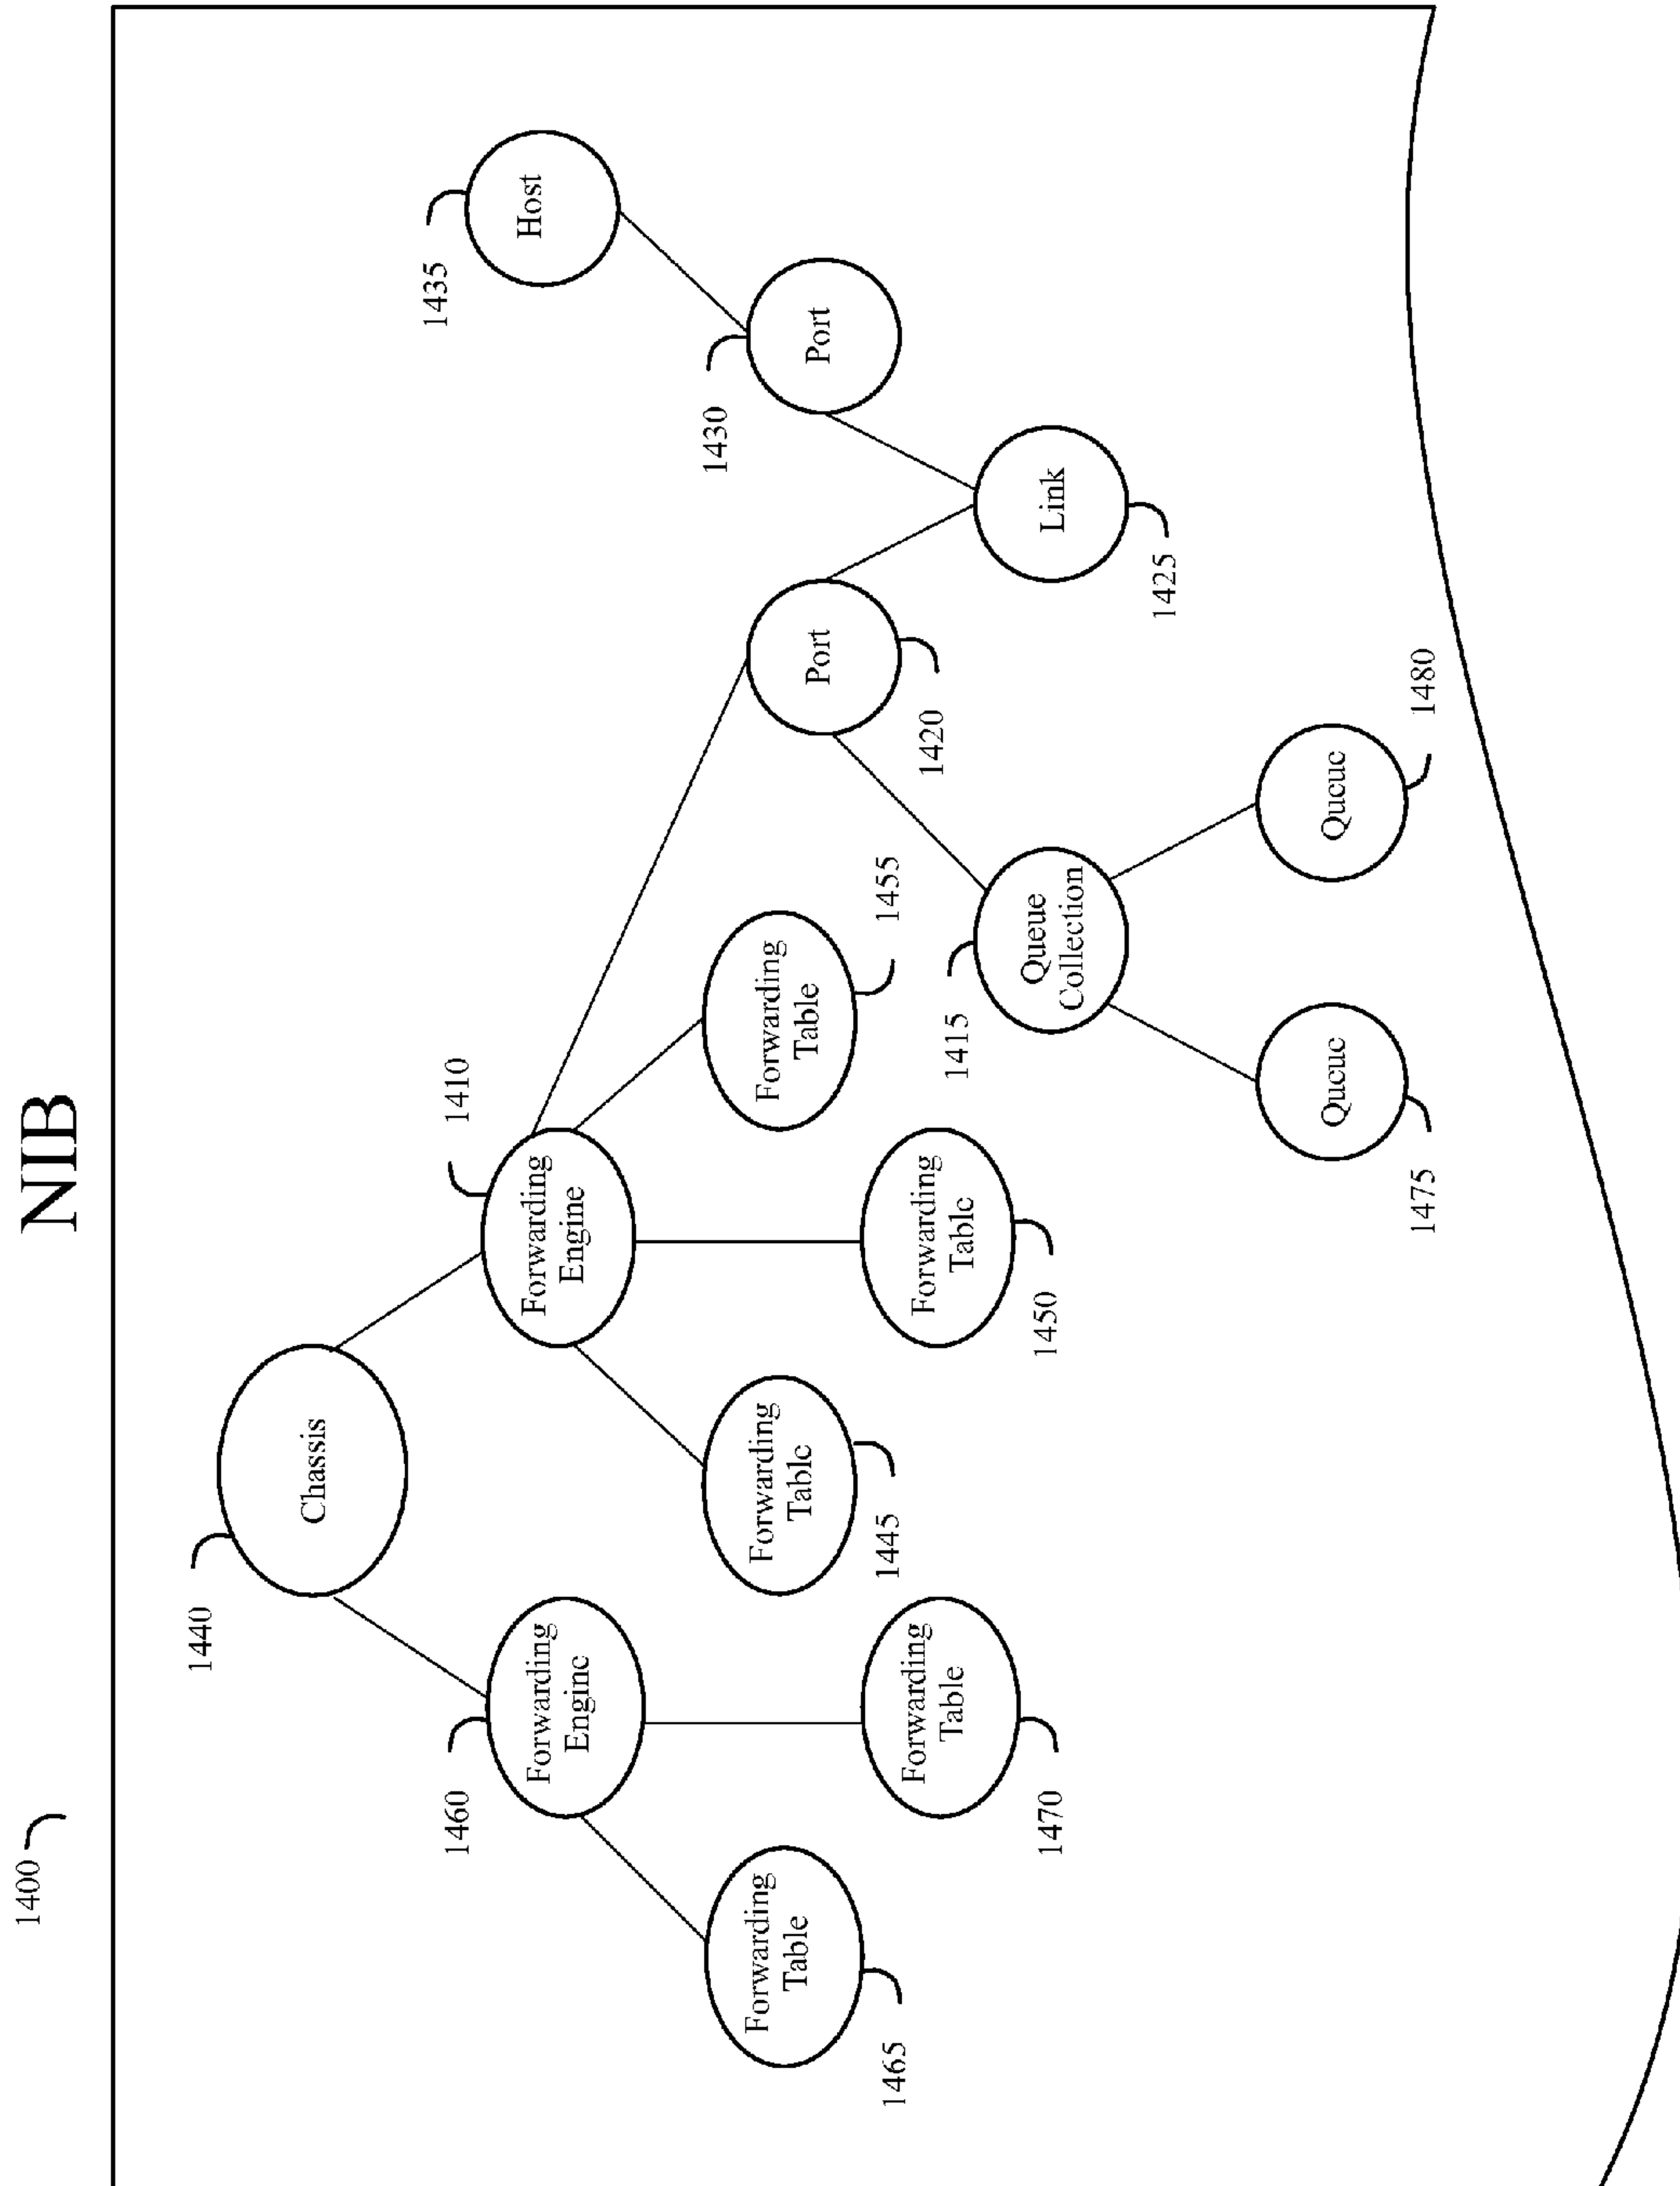 NIB
1400
1440
Chassis
1435
Host
1460
Forwarding
Engine
1410
Forwarding
Engine
1430
Port
1465
Forwarding
Table
1445
Forwarding
Table
1455
Forwarding
Table
1420
Port
1470
Forwarding
Table
1450
Forwarding
Table
1415
Queue
Collection
1425
Link
1475
Queue
1480
Queue